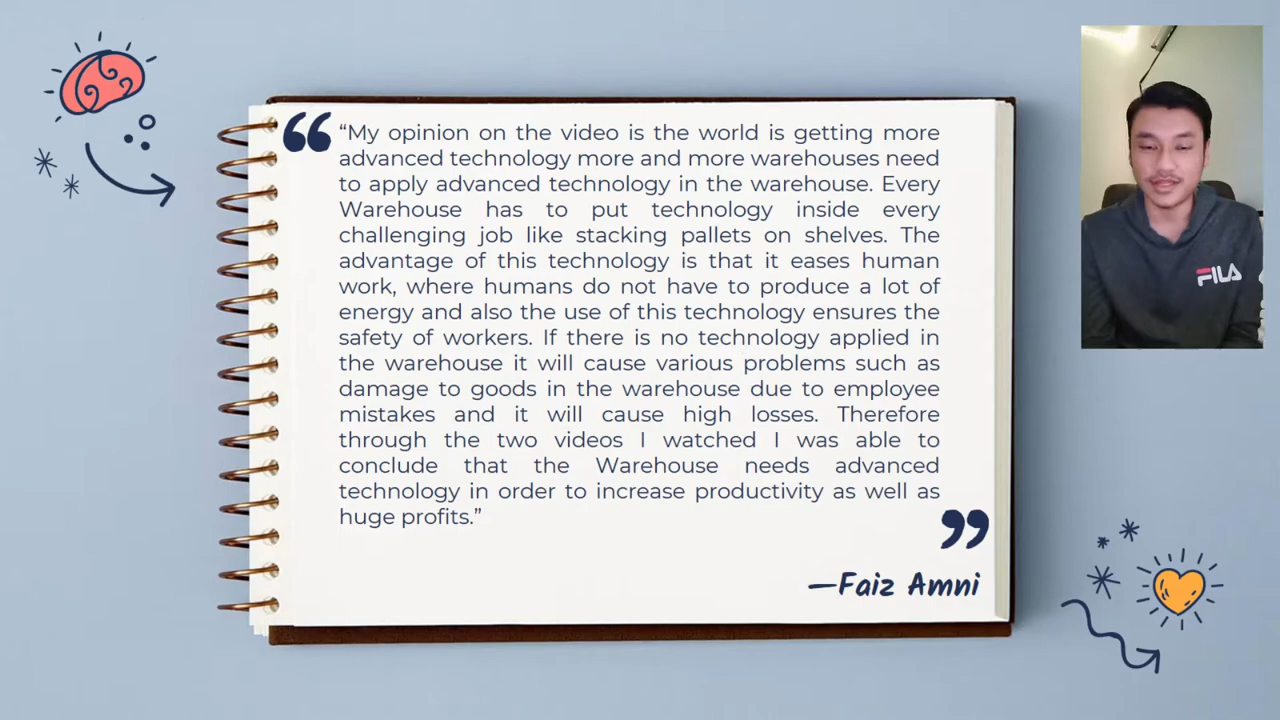 “My opinion on the video is the world is getting more
advanced technology more and more warehouses need
to apply advanced technology in the warehouse. Every
Warehouse has to put technology inside every
challenging job like stacking pallets on shelves. The
advantage of this technology is that it eases human
work, where humans do not have to produce a lot of
energy and also the use of this technology ensures the
safety of workers. If there is no technology applied in
the warehouse it will cause various problems such as
damage to goods in the warehouse due to employee
mistakes and it will cause high losses. Therefore
through the two videos I watched I was able to
conclude that the Warehouse needs advanced
technology in order to increase productivity as well as
huge profits.”
—Faiz Amni
FILA